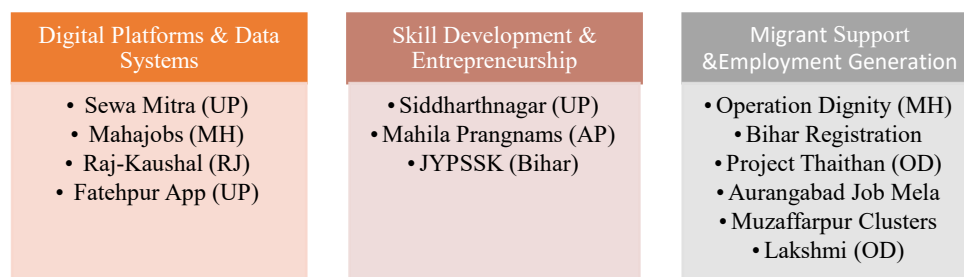 Digital Platforms & Data
Systems
• Sewa Mitra (UP)
• Mahajobs (MH)
• Raj-Kaushal (RJ)
• Fatehpur App (UP)
Skill Development &
Entrepreneurship
• Siddharthnagar (UP)
• Mahila Prangnams (AP)
• JYPSSK (Bihar)
Migrant Support
&Employment Generation
• Operation Dignity (MH)
• Bihar Registration
• Project Thaithan (OD)
• Aurangabad Job Mela
• Muzaffarpur Clusters
• Lakshmi (OD)